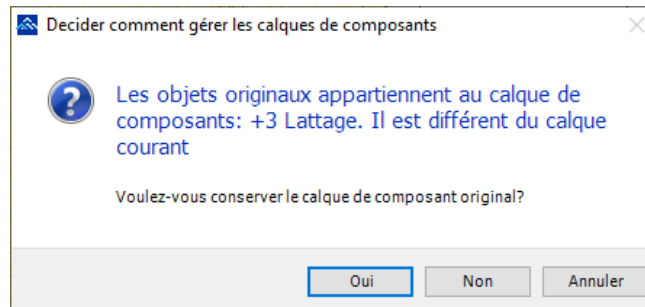 Decider comment gérer les calques de composants
Les objets originaux appartiennent au calque de
composants: +3 Lattage. Il est différent du calque
courant
Voulez-vous conserver le calque de composant original?
Oui
Non
Annuler